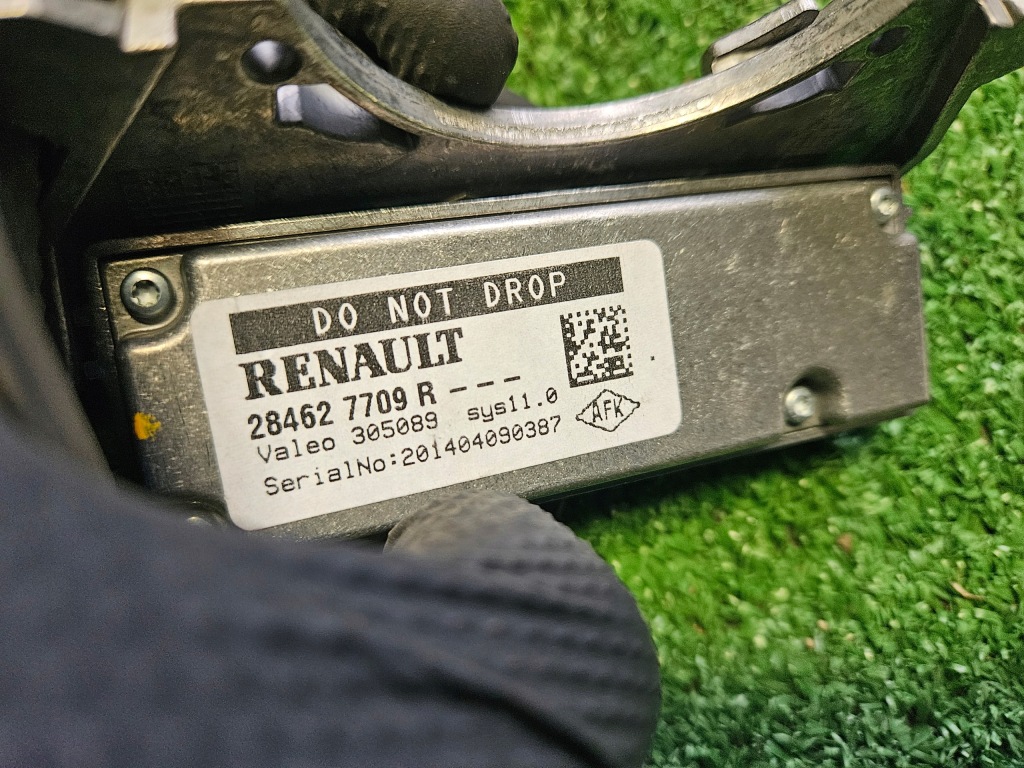 DO NOT DROP
RENAULT
28462 7709 R ---
Valeo 305089 sys11.0
AFK
SerialNo:201404090387